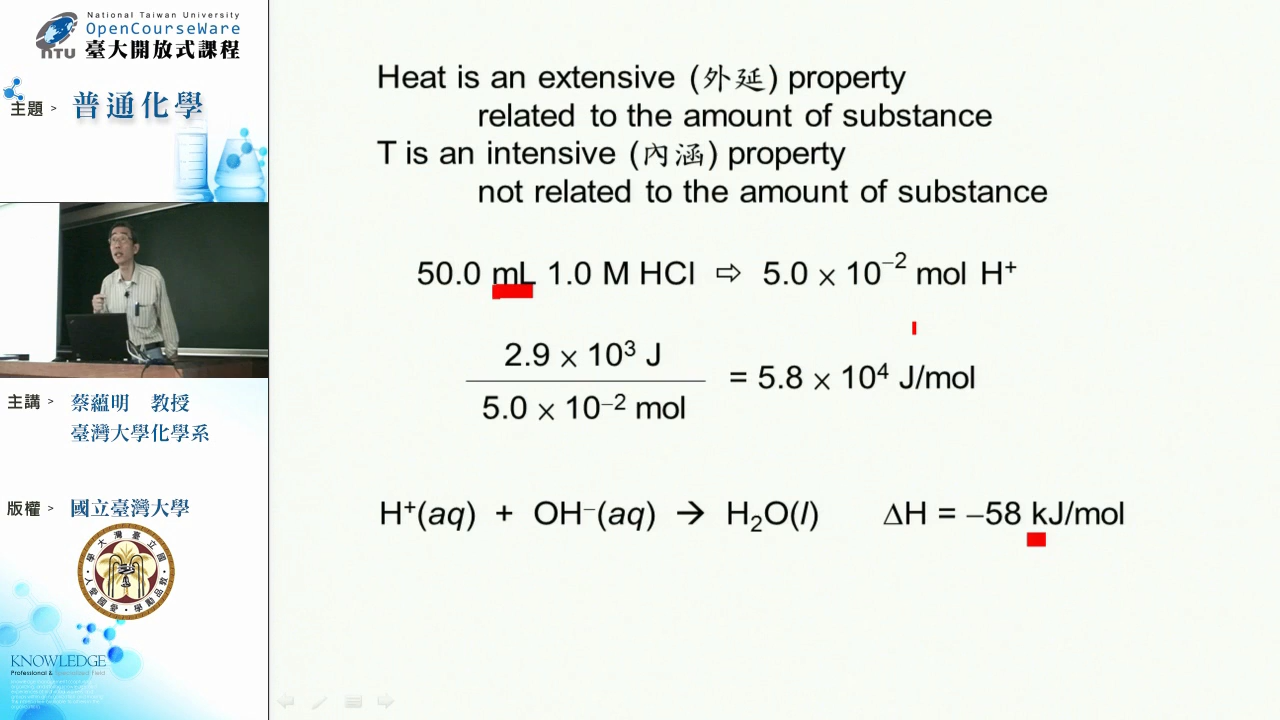 National Taiwan University
OpenCourseWare
NTU 臺大開放式課程
主題 > 普通化學
主講 > 蔡蘊明 教授
臺灣大學化學系
版權 > 國立臺灣大學
KNOWLEDGE
Heat is an extensive (外延) property
related to the amount of substance
T is an intensive (內涵) property
not related to the amount of substance
50.0 mL 1.0 M HCl ⇨ 5.0 × 10⁻² mol H⁺
2.9 × 10³ J
5.0 × 10⁻² mol
= 5.8 × 10⁴ J/mol
H⁺(aq) + OH⁻(aq) → H₂O(l) ΔH = −58 kJ/mol